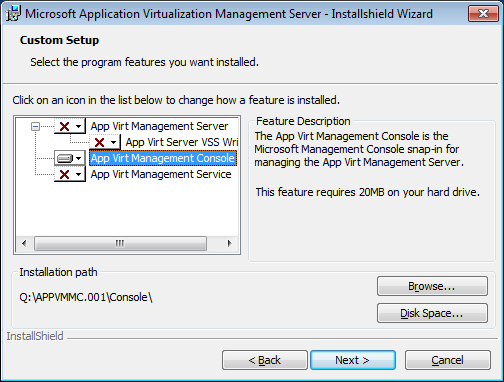 Microsoft Application Virtualization Management Server - Installshield Wizard
Custom Setup
Select the program features you want installed.
Click on an icon in the list below to change how a feature is installed.
App Virt Management Server
App Virt Server VSS Wri
App Virt Management Console
App Virt Management Service
Feature Description
The App Virt Management Console is the
Microsoft Management Console snap-in for
managing the App Virt Management Server.
This feature requires 20MB on your hard drive.
Installation path
Q:\APPVMMC.001\Console\
Browse...
Disk Space...
InstallShield
< Back
Next >
Cancel